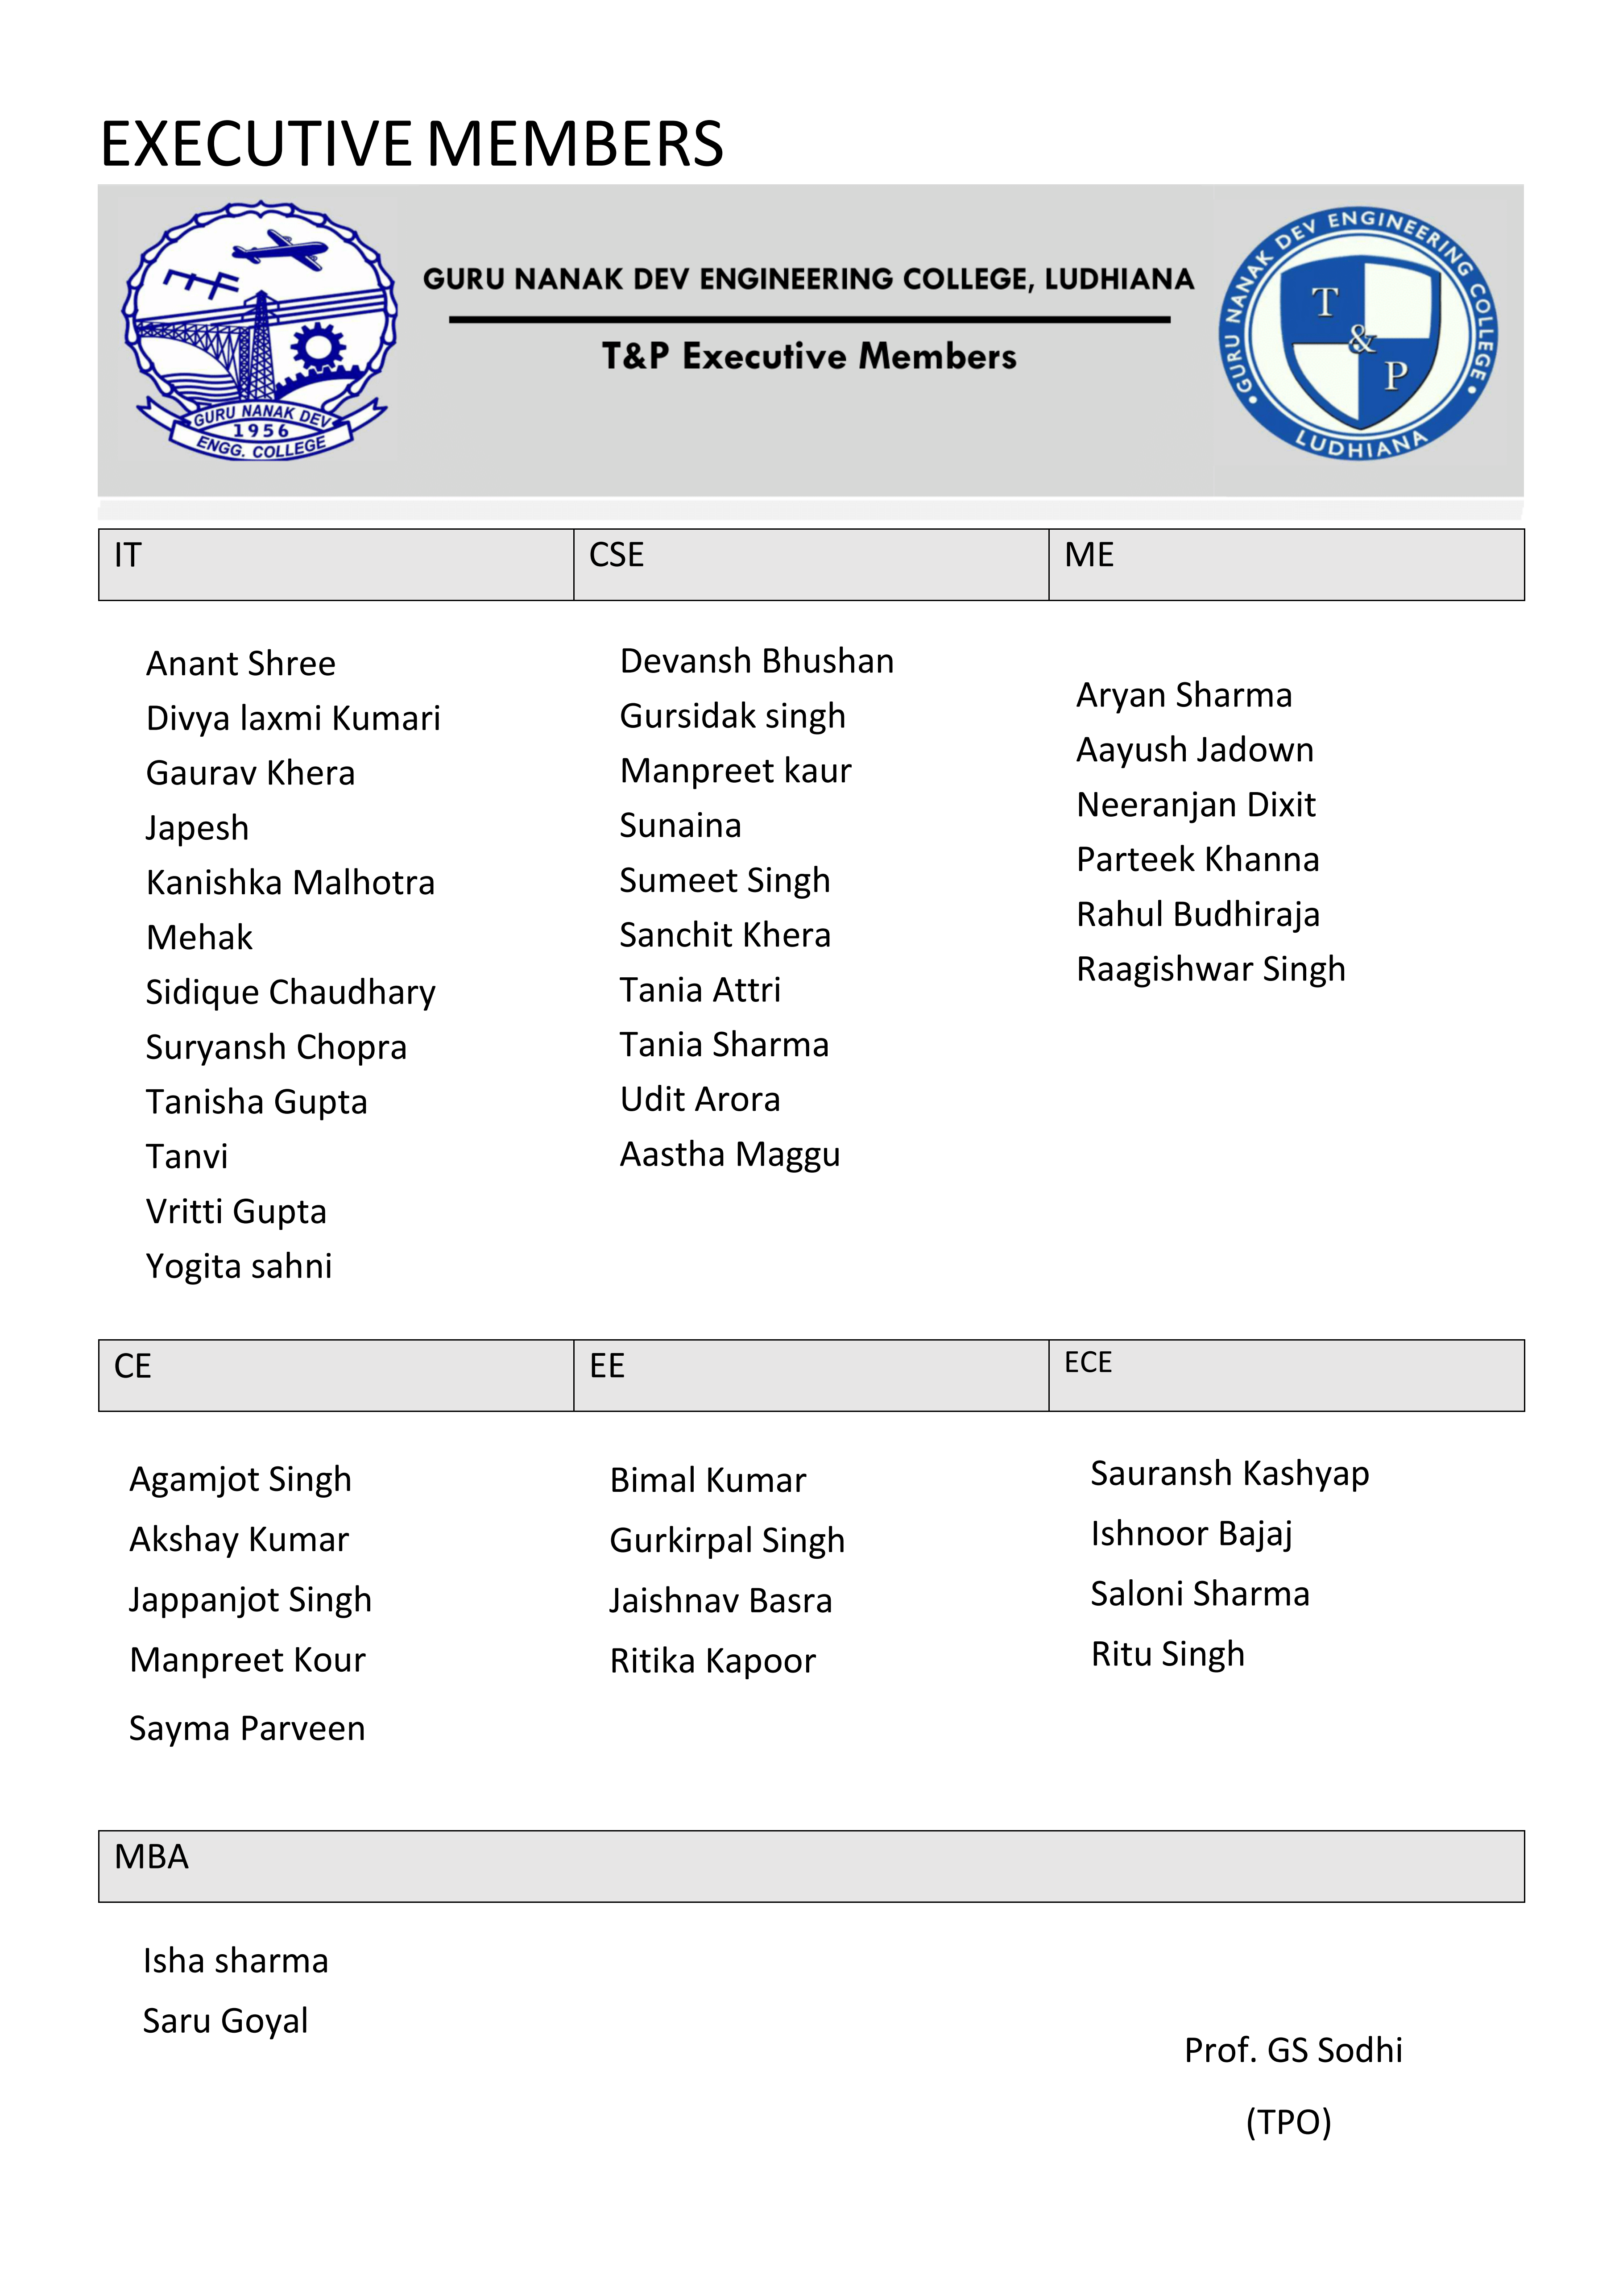 EXECUTIVE MEMBERS
GURU NANAK DEV
1956
ENGG. COLLEGE
GURU NANAK DEV ENGINEERING COLLEGE, LUDHIANA
T&P Executive Members
GURU NANAK DEV ENGINEERING COLLEGE
T
&
P
LUDHIANA
IT
Anant Shree
Divya laxmi Kumari
Gaurav Khera
Japesh
Kanishka Malhotra
Mehak
Sidique Chaudhary
Suryansh Chopra
Tanisha Gupta
Tanvi
Vritti Gupta
Yogita sahni
CSE
Devansh Bhushan
Gursidak singh
Manpreet kaur
Sunaina
Sumeet Singh
Sanchit Khera
Tania Attri
Tania Sharma
Udit Arora
Aastha Maggu
ME
Aryan Sharma
Aayush Jadown
Neeranjan Dixit
Parteek Khanna
Rahul Budhiraja
Raagishwar Singh
CE
Agamjot Singh
Akshay Kumar
Jappanjot Singh
Manpreet Kour
Sayma Parveen
EE
Bimal Kumar
Gurkirpal Singh
Jaishnav Basra
Ritika Kapoor
ECE
Sauransh Kashyap
Ishnoor Bajaj
Saloni Sharma
Ritu Singh
MBA
Isha sharma
Saru Goyal
Prof. GS Sodhi
(TPO)